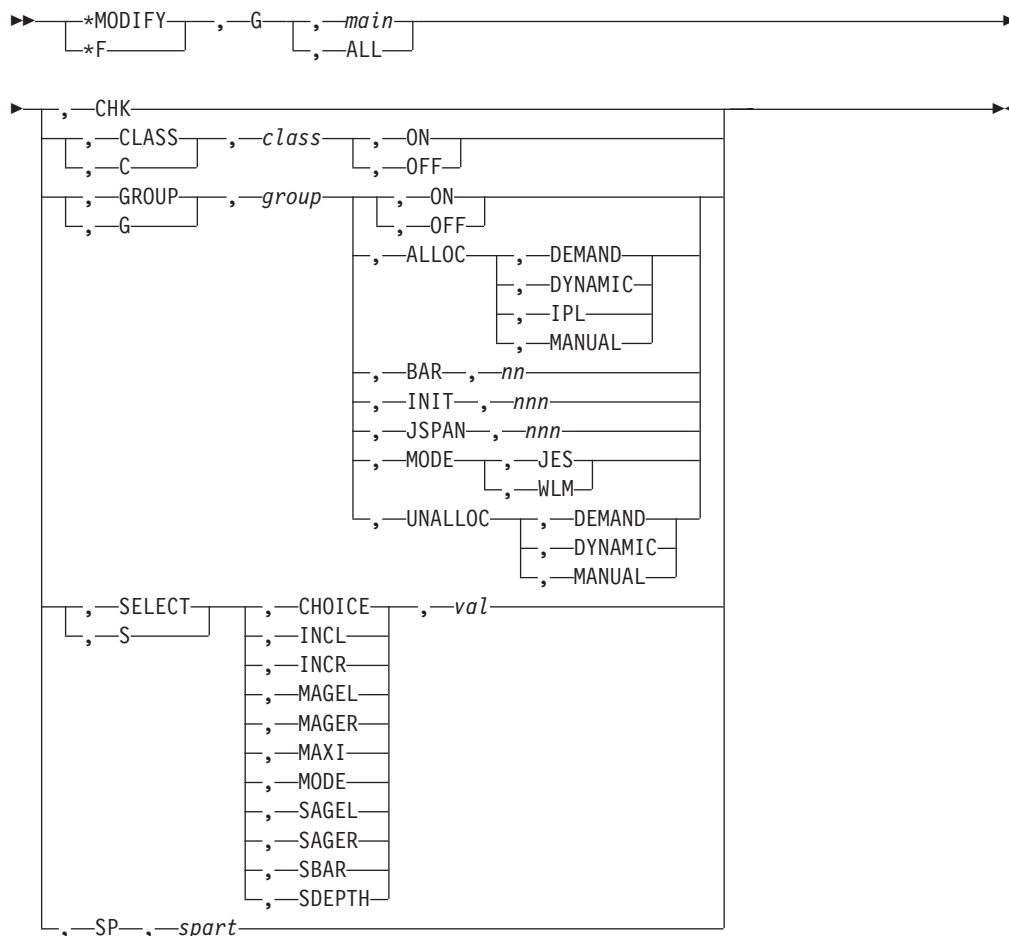 *MODIFY , G , main
*F , ALL
, CHK
, CLASS , class , ON
, C , OFF
, GROUP , group , ON
, G , OFF
, ALLOC , DEMAND
, DYNAMIC
, IPL
, MANUAL
, BAR , nn
, INIT , nnn
, JSPAN , nnn
, MODE , JES
, WLM
, UNALLOC , DEMAND
, DYNAMIC
, MANUAL
, SELECT , CHOICE , val
, S , INCL
, INCR
, MAGEL
, MAGER
, MAXI
, MODE
, SAGEL
, SAGER
, SBAR
, SDEPTH
, SP , spart